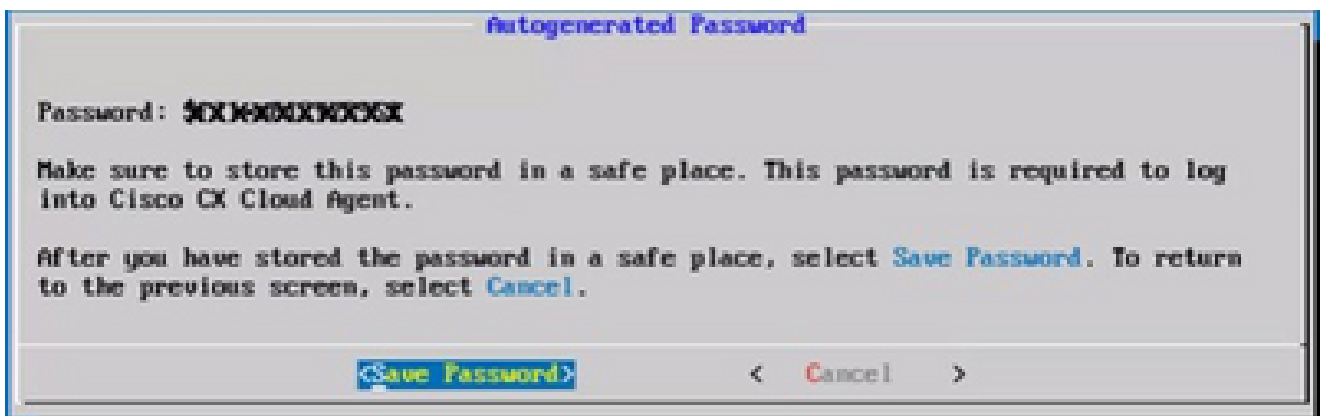 Autogenerated Password
Password:
Make sure to store this password in a safe place. This password is required to log
into Cisco CX Cloud Agent.
After you have stored the password in a safe place, select Save Password. To return
to the previous screen, select Cancel.
<Save Password> < Cancel >